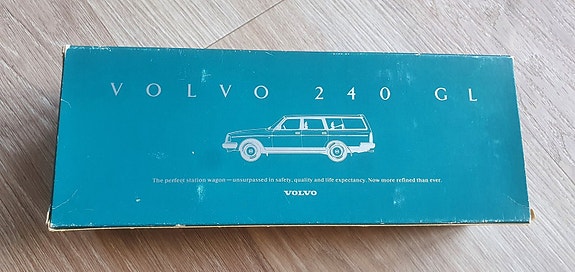 VOLVO 240 GL
The perfect station wagon—unsurpassed in safety, quality and life expectancy. Now more refined than ever.
VOLVO